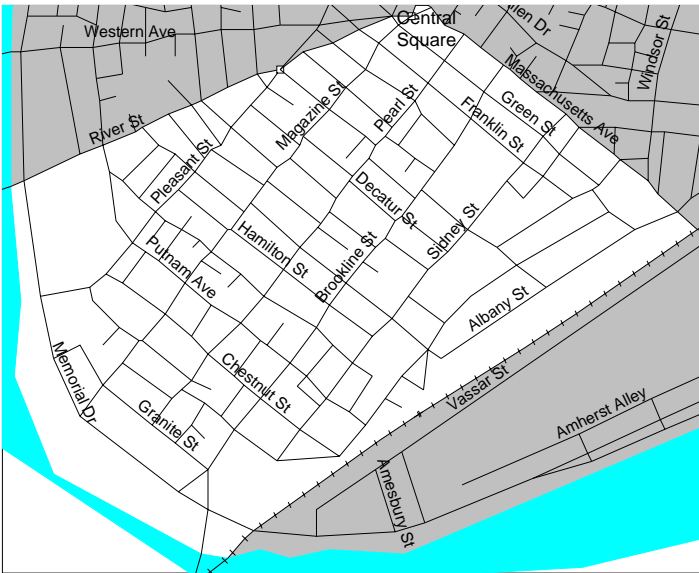 Central
Square
llen Dr
Western Ave
Windsor St
Massachusetts Ave
Magazine St
Pearl St
Green St
Franklin St
River St
Pleasant St
Decatur St
Sidney St
Hamilton St
Putnam Ave
Brookline St
Albany St
Memorial Dr
Chestnut St
Vassar St
Granite St
Amherst Alley
Amesbury St